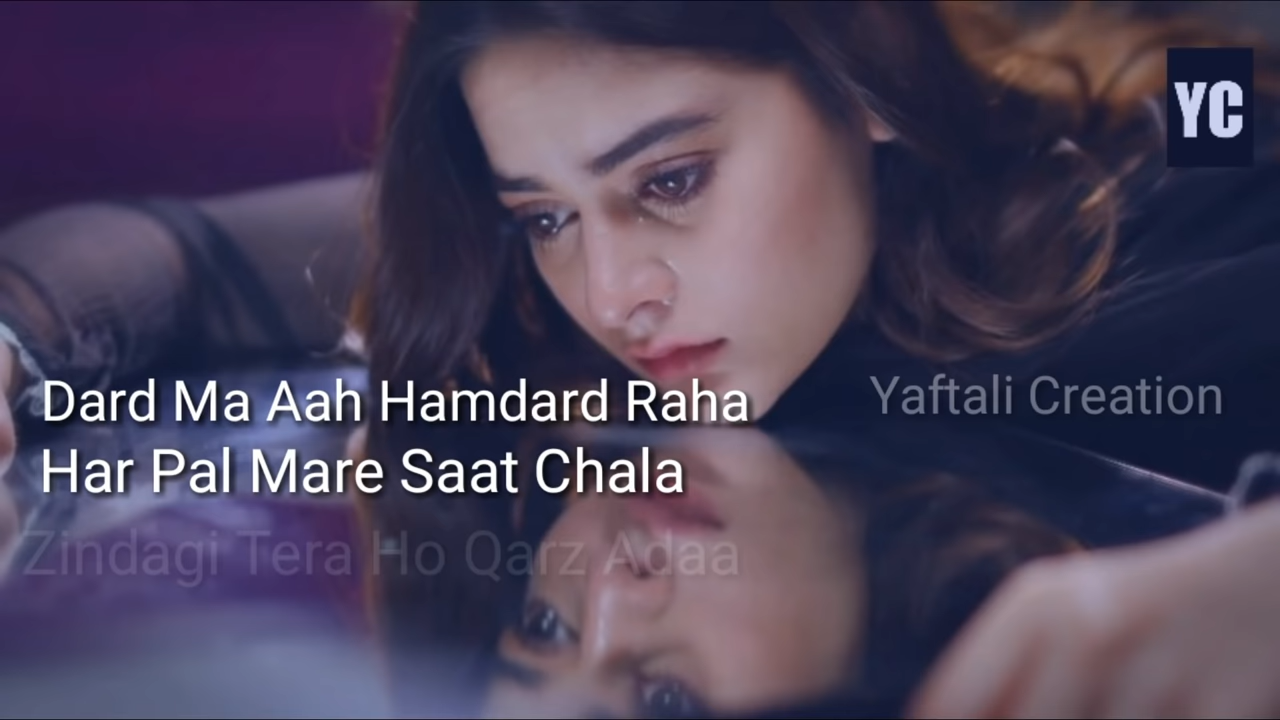 YC
Dard Ma Aah Hamdard Raha
Yaftali Creation
Har Pal Mare Saat Chala
Zindagi Tera Ho Qarz Adaa